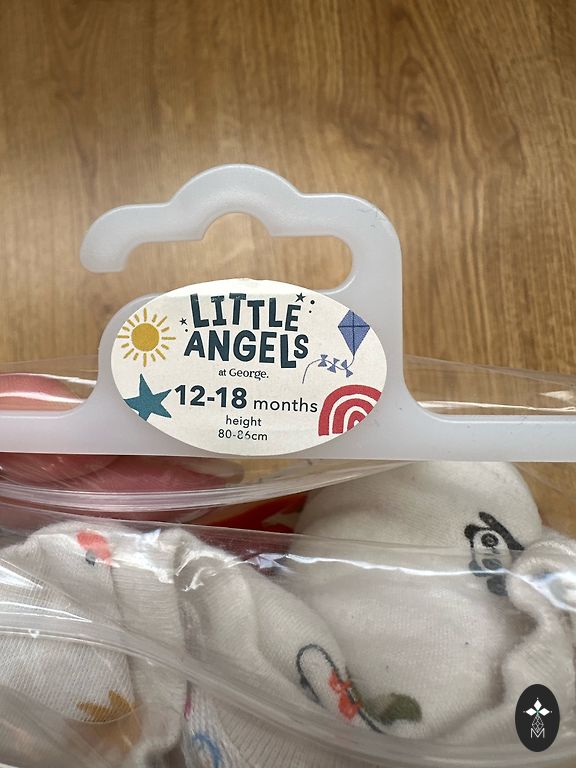 LITTLE
ANGELS
at George.
12-18 months
height
80-86cm